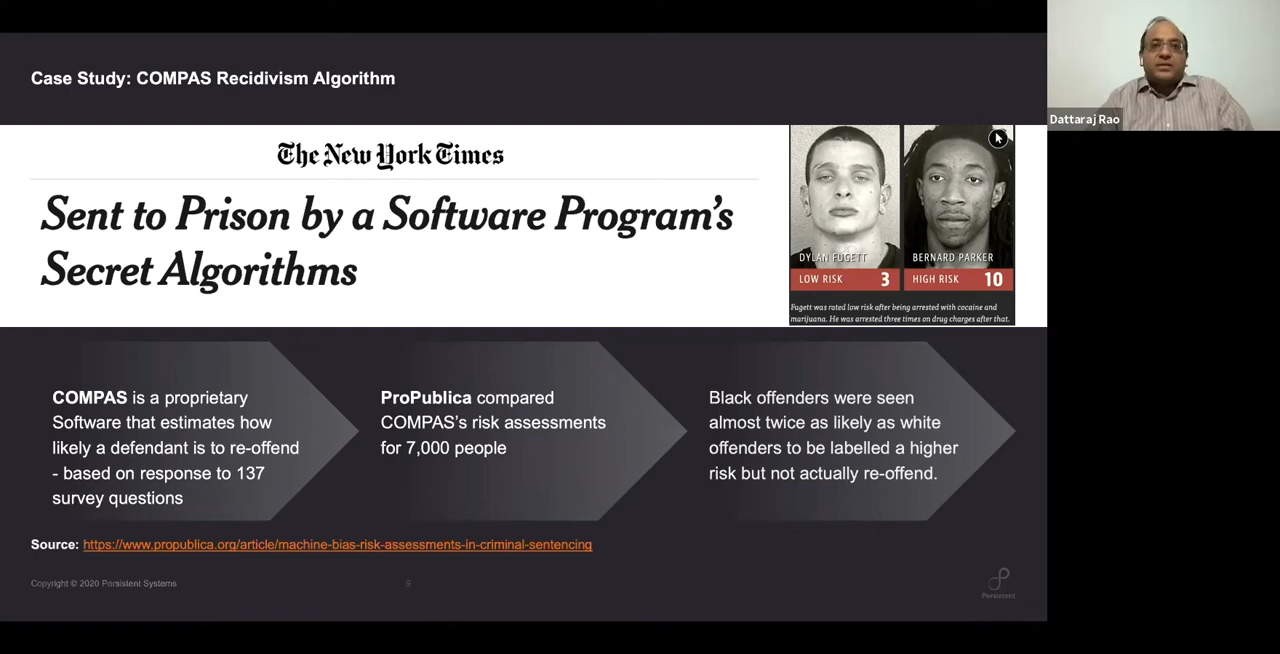 Case Study: COMPAS Recidivism Algorithm
Dattaraj Rao
The New York Times
Sent to Prison by a Software Program's
Secret Algorithms
DYLAN FUGETT
LOW RISK 3
BERNARD PARKER
HIGH RISK 10
Fugett was rated low risk after being arrested with cocaine and
marijuana. He was arrested three times on drug charges after that.
COMPAS is a proprietary
Software that estimates how
likely a defendant is to re-offend
- based on response to 137
survey questions
ProPublica compared
COMPAS's risk assessments
for 7,000 people
Black offenders were seen
almost twice as likely as white
offenders to be labelled a higher
risk but not actually re-offend.
Source: https://www.propublica.org/article/machine-bias-risk-assessments-in-criminal-sentencing
Copyright © 2020 Persistent Systems
9
Persistent